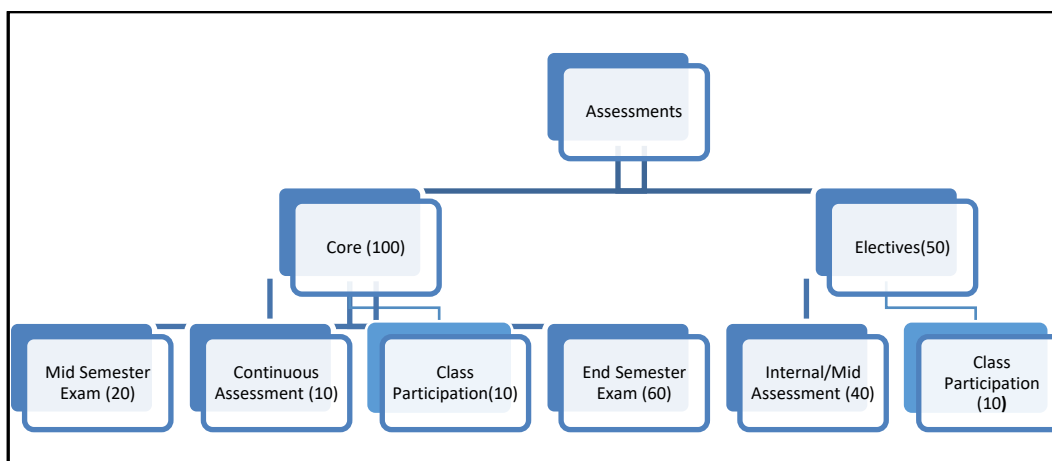 Assessments
Core (100)
Electives(50)
Mid Semester
Exam (20)
Continuous
Assessment (10)
Class
Participation(10)
End Semester
Exam (60)
Internal/Mid
Assessment (40)
Class
Participation
(10)